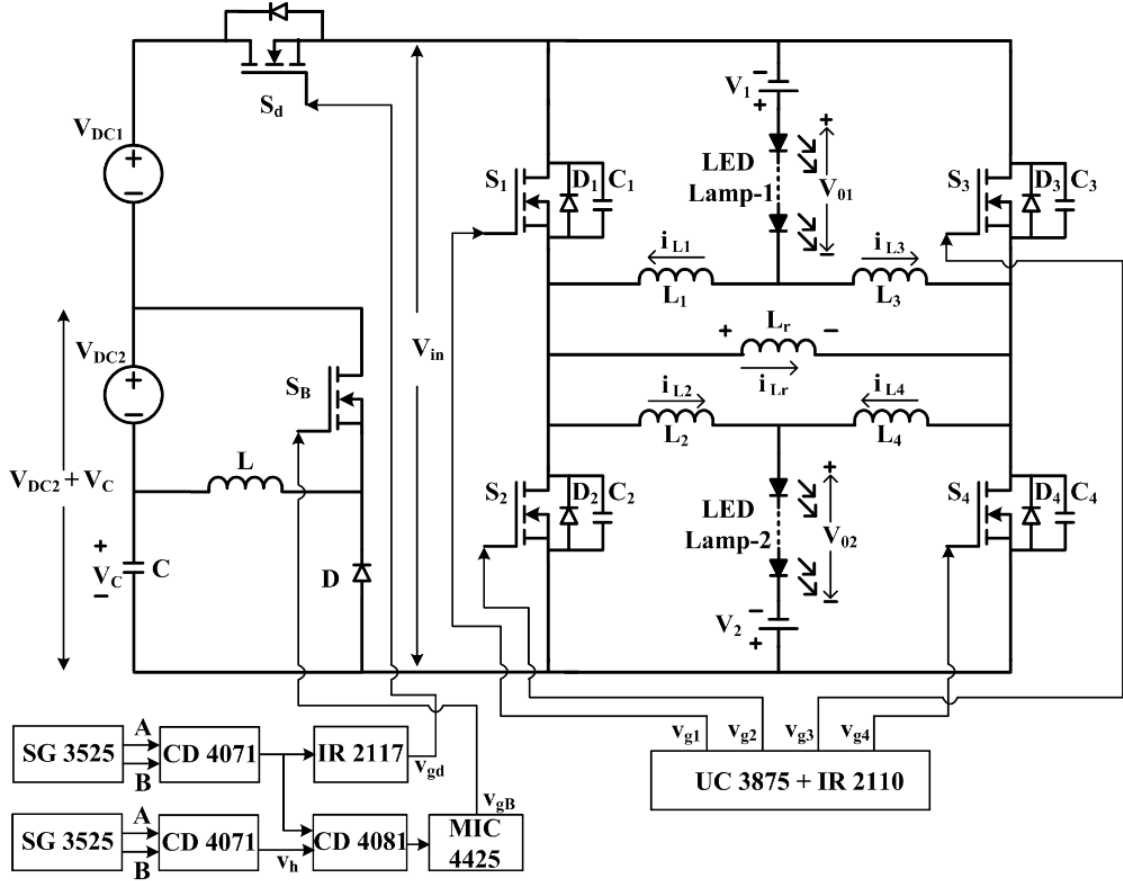 S_d
V_DC1
+
−
V_1
−
+
LED
Lamp-1
+
V_01
−
S_1
D_1
C_1
S_3
D_3
C_3
i_L1
i_L3
L_1
L_3
V_in
+
L_r
−
i_Lr
V_DC2
+
−
S_B
i_L2
i_L4
L_2
L_4
V_DC2 + V_C
L
S_2
D_2
C_2
LED
Lamp-2
+
V_02
−
S_4
D_4
C_4
+
V_C
−
C
D
V_2
−
+
SG 3525
A
B
CD 4071
IR 2117
v_gd
v_g1
v_g2
v_g3
v_g4
UC 3875 + IR 2110
SG 3525
A
B
CD 4071
v_h
CD 4081
v_gB
MIC
4425